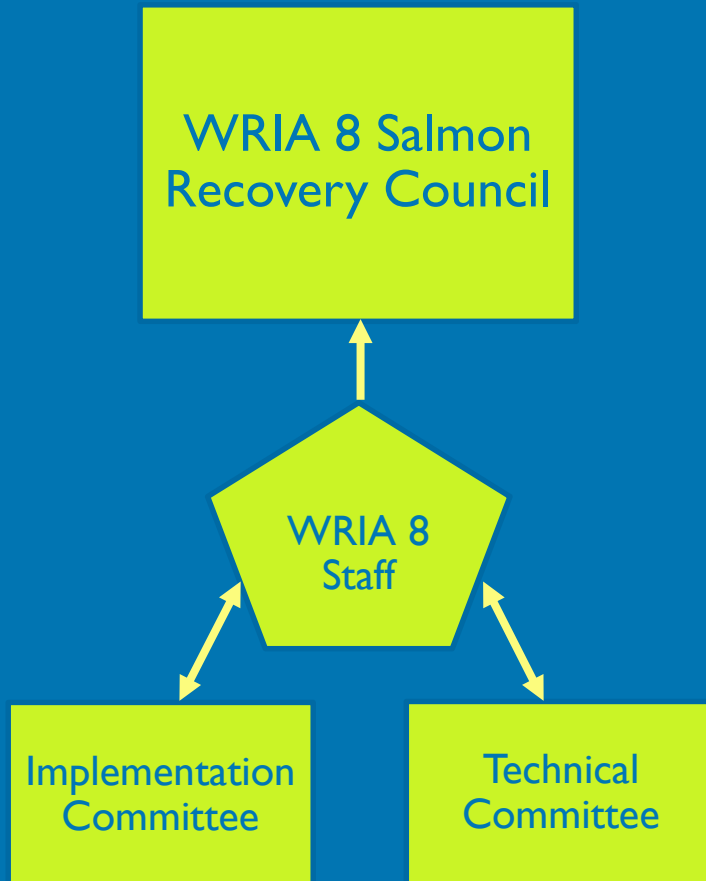 WRIA 8 Salmon
Recovery Council
WRIA 8
Staff
Implementation
Committee
Technical
Committee